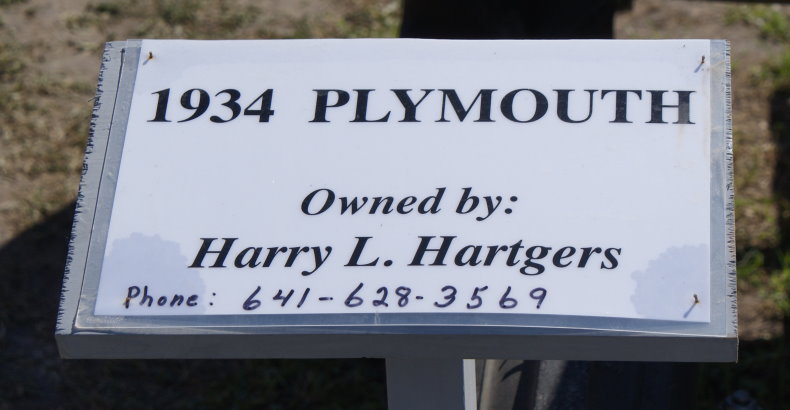 1934 PLYMOUTH
Owned by:
Harry L. Hartgers
Phone: 641-628-3569